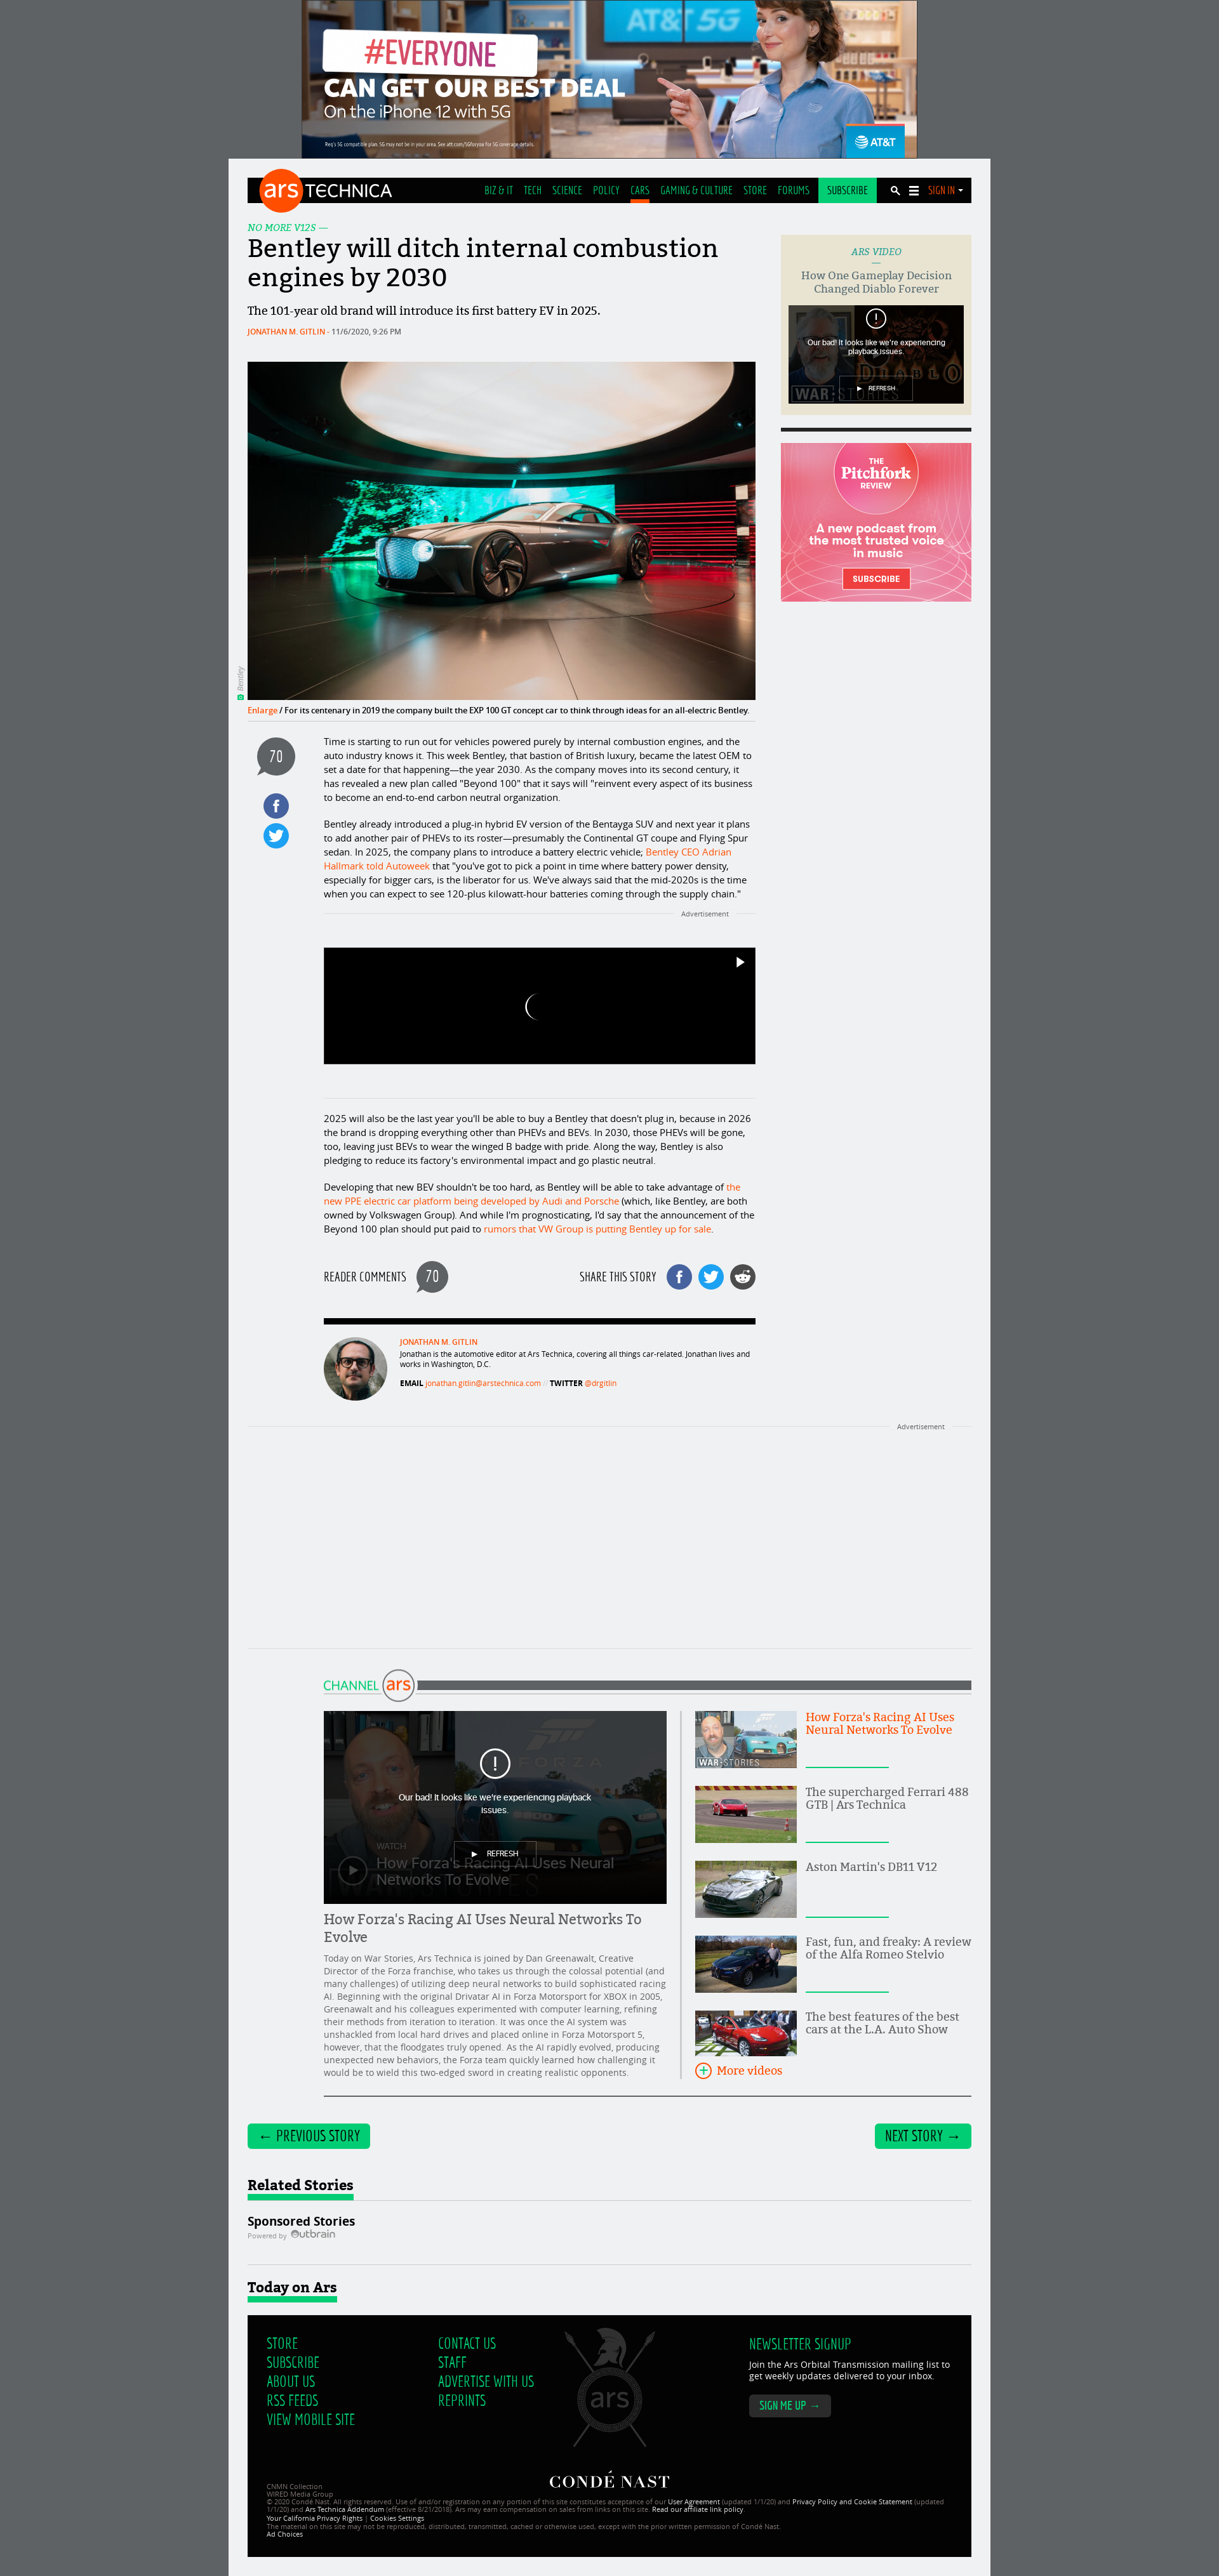 AT&T 5G
#EVERYONE
CAN GET OUR BEST DEAL
On the iPhone 12 with 5G
Req's 5G compatible plan. 5G may not be in your area. See att.com/5Gforyou for 5G coverage details.
AT&T
ars TECHNICA
BIZ & IT TECH SCIENCE POLICY CARS GAMING & CULTURE STORE FORUMS SUBSCRIBE SIGN IN
NO MORE V12S —
Bentley will ditch internal combustion
engines by 2030
The 101-year old brand will introduce its first battery EV in 2025.
JONATHAN M. GITLIN - 11/6/2020, 9:26 PM
ARS VIDEO
How One Gameplay Decision
Changed Diablo Forever
Our bad! It looks like we're experiencing
playback issues.
DIABLO
REFRESH
WAR STORIES
THE
Pitchfork
REVIEW
A new podcast from
the most trusted voice
in music
SUBSCRIBE
Bentley
Enlarge / For its centenary in 2019 the company built the EXP 100 GT concept car to think through ideas for an all-electric Bentley.
70
Time is starting to run out for vehicles powered purely by internal combustion engines, and the
auto industry knows it. This week Bentley, that bastion of British luxury, became the latest OEM to
set a date for that happening—the year 2030. As the company moves into its second century, it
has revealed a new plan called "Beyond 100" that it says will "reinvent every aspect of its business
to become an end-to-end carbon neutral organization.
Bentley already introduced a plug-in hybrid EV version of the Bentayga SUV and next year it plans
to add another pair of PHEVs to its roster—presumably the Continental GT coupe and Flying Spur
sedan. In 2025, the company plans to introduce a battery electric vehicle; Bentley CEO Adrian
Hallmark told Autoweek that "you've got to pick a point in time where battery power density,
especially for bigger cars, is the liberator for us. We've always said that the mid-2020s is the time
when you can expect to see 120-plus kilowatt-hour batteries coming through the supply chain."
Advertisement
2025 will also be the last year you'll be able to buy a Bentley that doesn't plug in, because in 2026
the brand is dropping everything other than PHEVs and BEVs. In 2030, those PHEVs will be gone,
too, leaving just BEVs to wear the winged B badge with pride. Along the way, Bentley is also
pledging to reduce its factory's environmental impact and go plastic neutral.
Developing that new BEV shouldn't be too hard, as Bentley will be able to take advantage of the
new PPE electric car platform being developed by Audi and Porsche (which, like Bentley, are both
owned by Volkswagen Group). And while I'm prognosticating, I'd say that the announcement of the
Beyond 100 plan should put paid to rumors that VW Group is putting Bentley up for sale.
READER COMMENTS 70 SHARE THIS STORY
JONATHAN M. GITLIN
Jonathan is the automotive editor at Ars Technica, covering all things car-related. Jonathan lives and
works in Washington, D.C.
EMAIL jonathan.gitlin@arstechnica.com // TWITTER @drgitlin
Advertisement
CHANNEL ars
FORZA
Our bad! It looks like we're experiencing playback
issues.
WATCH
REFRESH
How Forza's Racing AI Uses Neural
Networks To Evolve
WAR STORIES
How Forza's Racing AI Uses Neural Networks To
Evolve
Today on War Stories, Ars Technica is joined by Dan Greenawalt, Creative
Director of the Forza franchise, who takes us through the colossal potential (and
many challenges) of utilizing deep neural networks to build sophisticated racing
AI. Beginning with the original Drivatar AI in Forza Motorsport for XBOX in 2005,
Greenawalt and his colleagues experimented with computer learning, refining
their methods from iteration to iteration. It was once the AI system was
unshackled from local hard drives and placed online in Forza Motorsport 5,
however, that the floodgates truly opened. As the AI rapidly evolved, producing
unexpected new behaviors, the Forza team quickly learned how challenging it
would be to wield this two-edged sword in creating realistic opponents.
WAR STORIES
How Forza's Racing AI Uses
Neural Networks To Evolve
The supercharged Ferrari 488
GTB | Ars Technica
Aston Martin's DB11 V12
Fast, fun, and freaky: A review
of the Alfa Romeo Stelvio
The best features of the best
cars at the L.A. Auto Show
More videos
← PREVIOUS STORY
NEXT STORY →
Related Stories
Sponsored Stories
Powered by Outbrain
Today on Ars
STORE
SUBSCRIBE
ABOUT US
RSS FEEDS
VIEW MOBILE SITE
CONTACT US
STAFF
ADVERTISE WITH US
REPRINTS
ars
NEWSLETTER SIGNUP
Join the Ars Orbital Transmission mailing list to
get weekly updates delivered to your inbox.
SIGN ME UP →
CONDÉ NAST
CNMN Collection
WIRED Media Group
© 2020 Condé Nast. All rights reserved. Use of and/or registration on any portion of this site constitutes acceptance of our User Agreement (updated 1/1/20) and Privacy Policy and Cookie Statement (updated
1/1/20) and Ars Technica Addendum (effective 8/21/2018). Ars may earn compensation on sales from links on this site. Read our affiliate link policy.
Your California Privacy Rights | Cookies Settings
The material on this site may not be reproduced, distributed, transmitted, cached or otherwise used, except with the prior written permission of Condé Nast.
Ad Choices